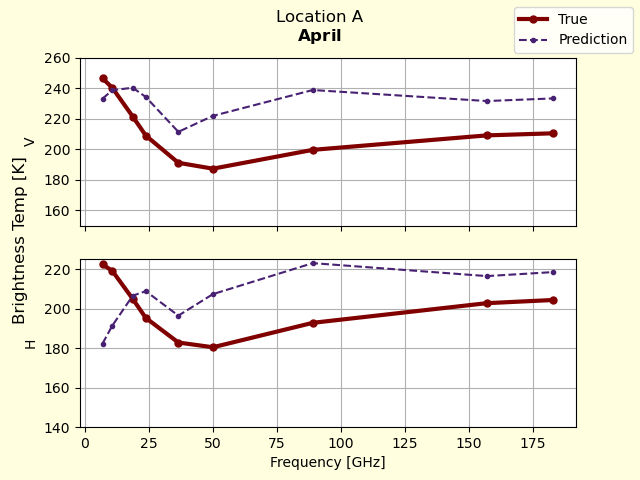 Location A
April
True
Prediction
Brightness Temp [K]
V
260
240
220
200
180
160
H
220
200
180
160
140
0
25
50
75
100
125
150
175
Frequency [GHz]